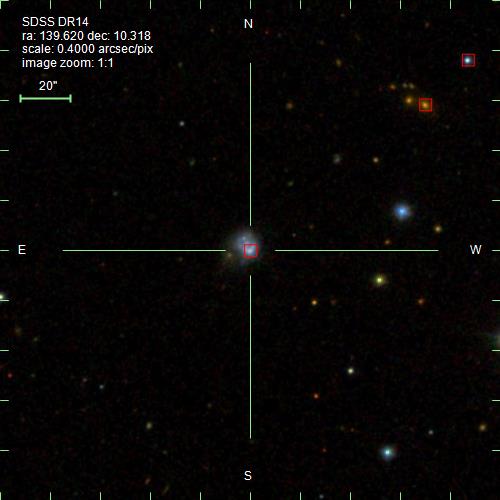 SDSS DR14
ra: 139.620 dec: 10.318
scale: 0.4000 arcsec/pix
image zoom: 1:1
20"
N
E
W
S